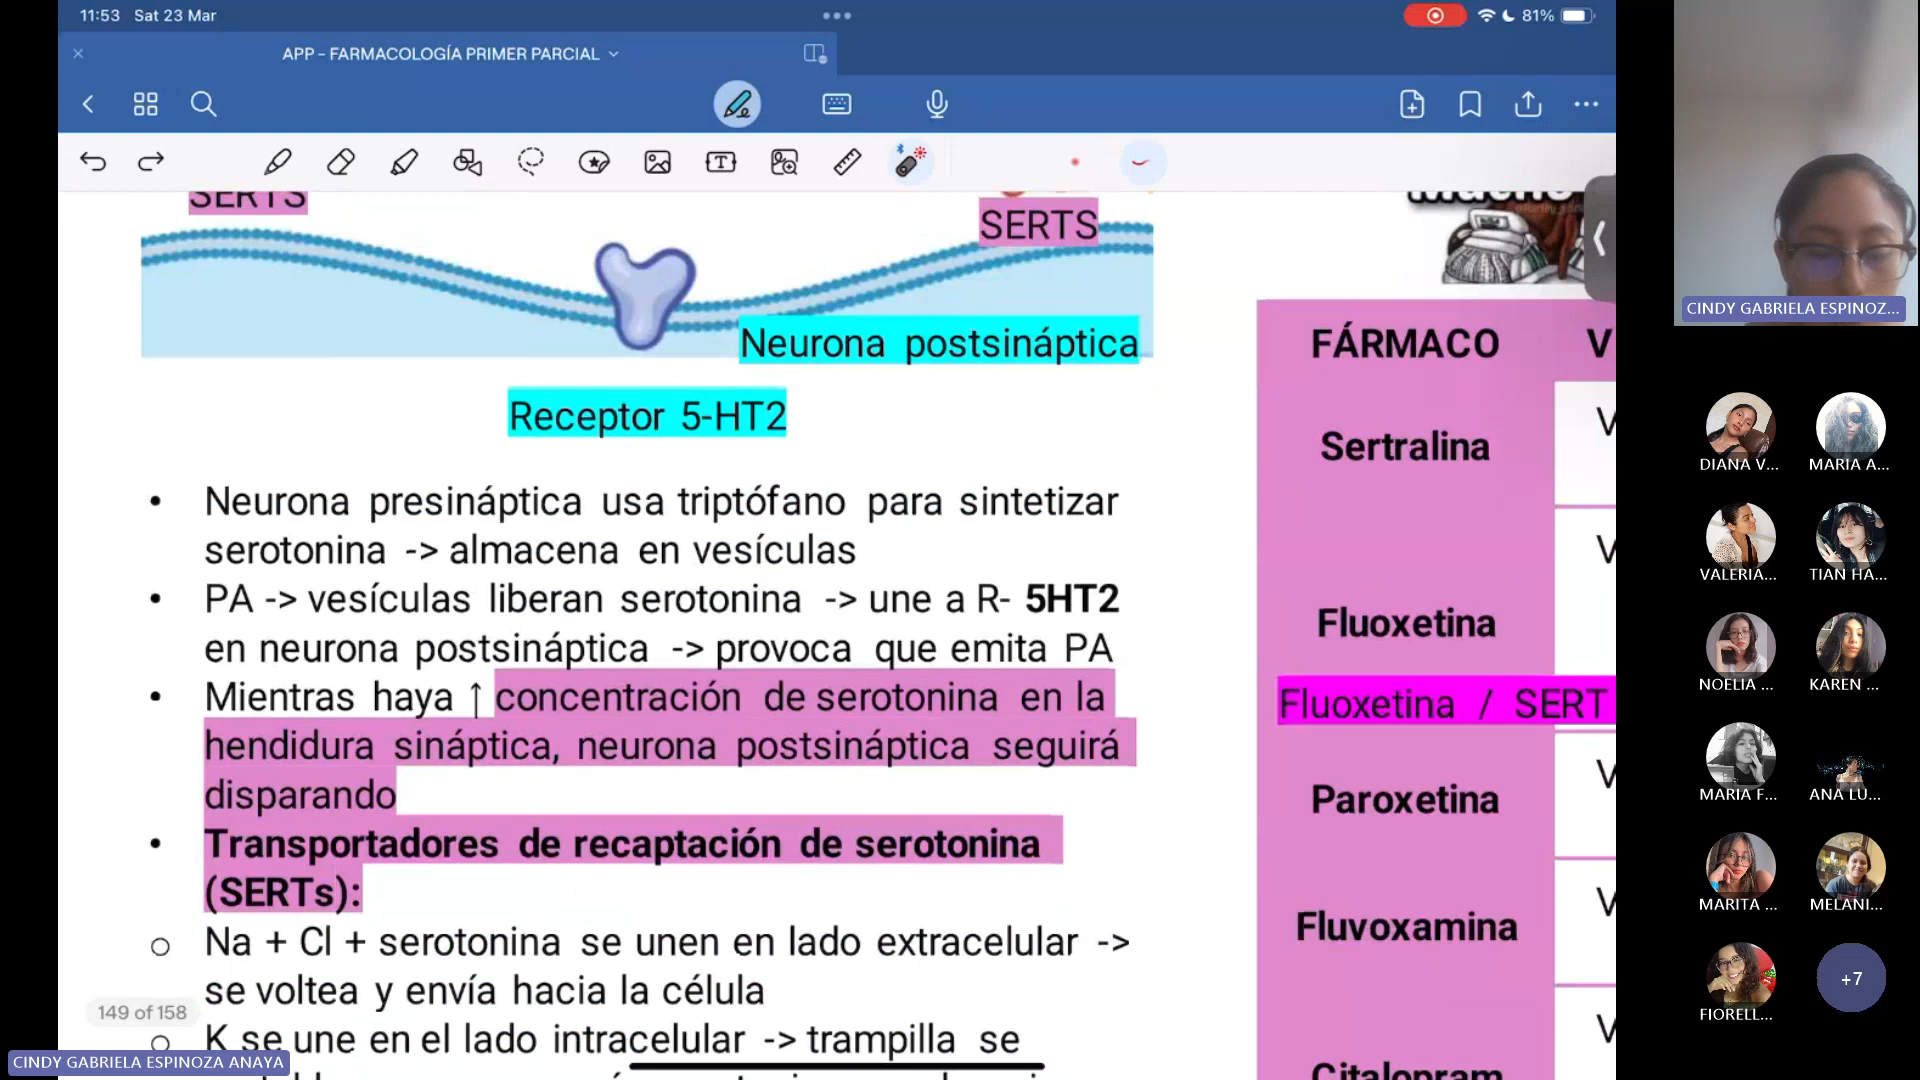 11:53 Sat 23 Mar
81%
APP - FARMACOLOGÍA PRIMER PARCIAL
SERTS
SERTS
Neurona postsináptica
Receptor 5-HT2
• Neurona presináptica usa triptófano para sintetizar
serotonina -> almacena en vesículas
• PA -> vesículas liberan serotonina -> une a R- 5HT2
en neurona postsináptica -> provoca que emita PA
• Mientras haya ↑ concentración de serotonina en la
hendidura sináptica, neurona postsináptica seguirá
disparando
• Transportadores de recaptación de serotonina
(SERTs):
○ Na + Cl + serotonina se unen en lado extracelular ->
se voltea y envía hacia la célula
○ K se une en el lado intracelular -> trampilla se
149 of 158
CINDY GABRIELA ESPINOZA ANAYA
FÁRMACO V
Sertralina V
Fluoxetina V
Fluoxetina / SERT
Paroxetina V
Fluvoxamina V
Citalopram V
CINDY GABRIELA ESPINOZ...
DIANA V... MARIA A...
VALERIA... TIAN HA...
NOELIA ... KAREN ...
MARIA F... ANA LU...
MARITA ... MELANI...
FIORELL... +7